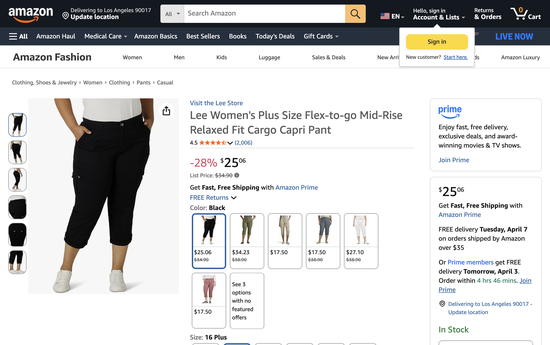 amazon
Delivering to Los Angeles 90017
Update location
All
Search Amazon
EN
Hello, sign in
Account & Lists
Returns
& Orders
0
Cart
All
Amazon Haul
Medical Care
Amazon Basics
Best Sellers
Books
Today's Deals
Gift Cards
LIVE NOW
Sign in
New customer? Start here.
Amazon Fashion
Women
Men
Kids
Luggage
Sales & Deals
New Arri
ds
Amazon Luxury
Clothing, Shoes & Jewelry › Women › Clothing › Pants › Casual
Visit the Lee Store
Lee Women's Plus Size Flex-to-go Mid-Rise
Relaxed Fit Cargo Capri Pant
4.5
(2,006)
-28% $2506
List Price: $34.90
Get Fast, Free Shipping with Amazon Prime
FREE Returns
Color: Black
$25.06
$34.90
$34.23
$38.90
$17.50
$17.50
$38.90
$27.10
$38.90
$17.50
See 3
options with
no featured
offers
Size: 16 Plus
prime
Enjoy fast, free delivery,
exclusive deals, and award-
winning movies & TV shows.
Join Prime
$2506
Get Fast, Free Shipping with
Amazon Prime
FREE delivery Tuesday, April 7
on orders shipped by Amazon
over $35
Or Prime members get FREE
delivery Tomorrow, April 3.
Order within 4 hrs 46 mins. Join
Prime
Delivering to Los Angeles 90017 -
Update location
In Stock